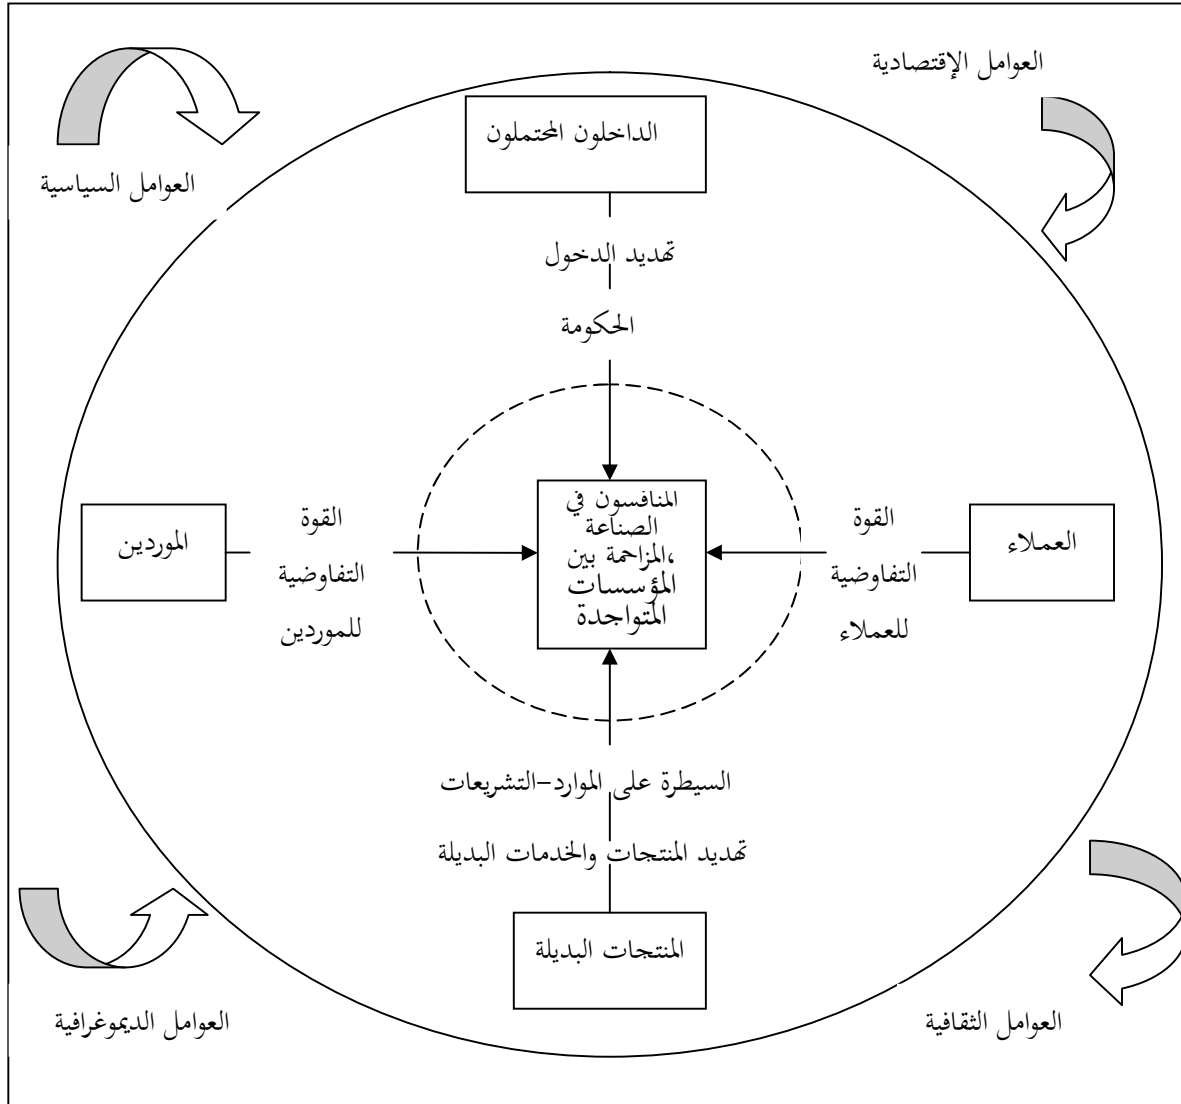 العوامل الإقتصادية
العوامل السياسية
الداخلون المحتملون
تهديد الدخول
الحكومة
العملاء
القوة
التفاوضية
للعملاء
المنافسون في
الصناعة
،المزاحمة بين
المؤسسات
المتواجدة
القوة
التفاوضية
للموردين
الموردين
السيطرة على الموارد-التشريعات
تهديد المنتجات والخدمات البديلة
المنتجات البديلة
العوامل الثقافية
العوامل الديموغرافية